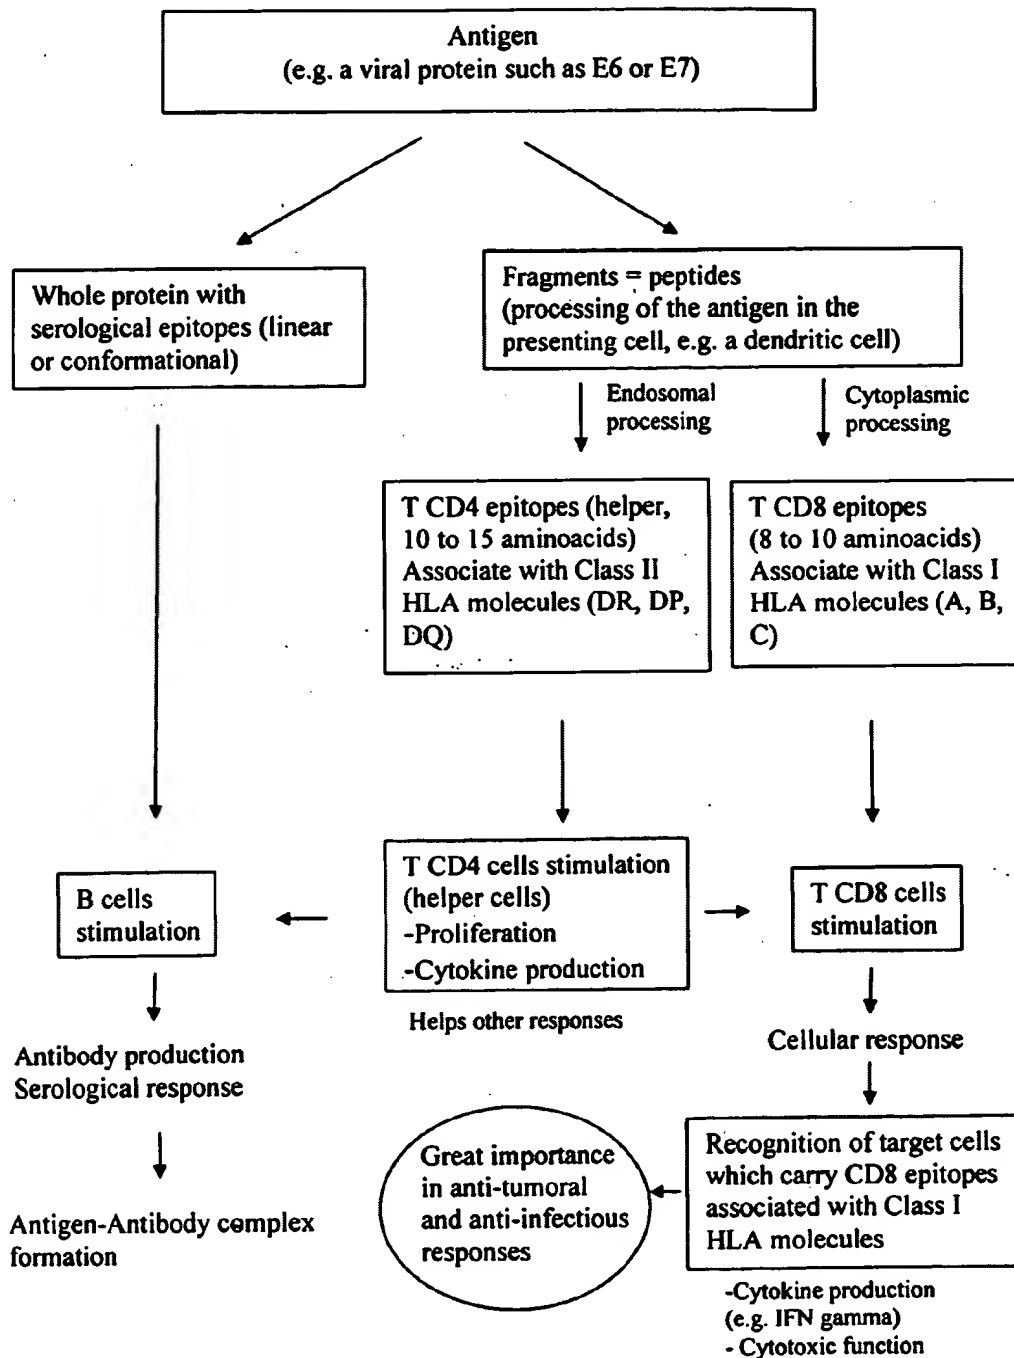 Antigen
(e.g. a viral protein such as E6 or E7)
Whole protein with
serological epitopes (linear
or conformational)
Fragments = peptides
(processing of the antigen in the
presenting cell, e.g. a dendritic cell)
Endosomal
processing
Cytoplasmic
processing
T CD4 epitopes (helper,
10 to 15 aminoacids)
Associate with Class II
HLA molecules (DR, DP,
DQ)
T CD8 epitopes
(8 to 10 aminoacids)
Associate with Class I
HLA molecules (A, B,
C)
B cells
stimulation
T CD4 cells stimulation
(helper cells)
-Proliferation
-Cytokine production
T CD8 cells
stimulation
Helps other responses
Antibody production
Serological response
Cellular response
Antigen-Antibody complex
formation
Great importance
in anti-tumoral
and anti-infectious
responses
Recognition of target cells
which carry CD8 epitopes
associated with Class I
HLA molecules
-Cytokine production
(e.g. IFN gamma)
- Cytotoxic function